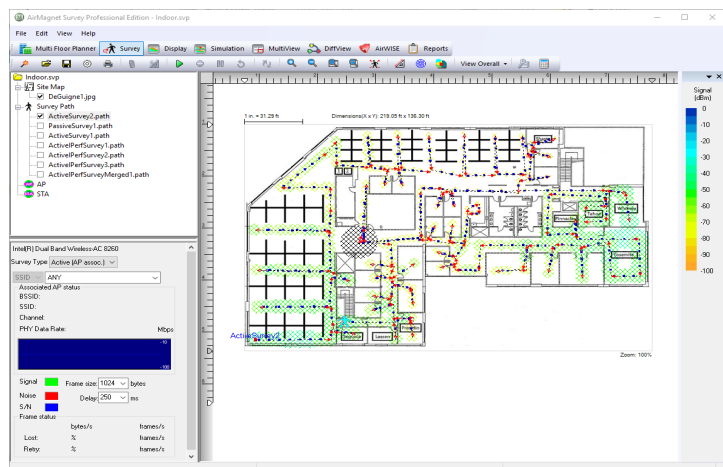 AirMagnet Survey Professional Edition - Indoor.svp
File Edit View Help
Multi Floor Planner Survey Display Simulation MultiView DiffView AirWISE Reports
View Overall
Indoor.svp
Site Map
DeGuigne1.jpg
Survey Path
ActiveSurvey2.path
PassiveSurvey1.path
ActiveSurvey1.path
ActivePerfSurvey1.path
ActivePerfSurvey2.path
ActivePerfSurvey3.path
ActivelPerfSurveyMerged1.path
AP
STA
Intel(R) Dual Band Wireless-AC 8260
Survey Type Active (AP assoc.)
SSID ANY
Associated AP status
BSSID:
SSID:
Channel:
PHY Data Rate: Mbps
-10
-100
Signal Frame size: 1024 bytes
Noise Delay: 250 ms
S/N
Frame status
bytes/s frames/s
Lost: % frames/s
Retry: % frames/s
1 in. = 31.29 ft Dimensions(X x Y): 219.05 ft x 136.30 ft
Zoom: 100%
Signal
(dBm)
0
-10
-20
-30
-40
-50
-60
-70
-80
-90
-100